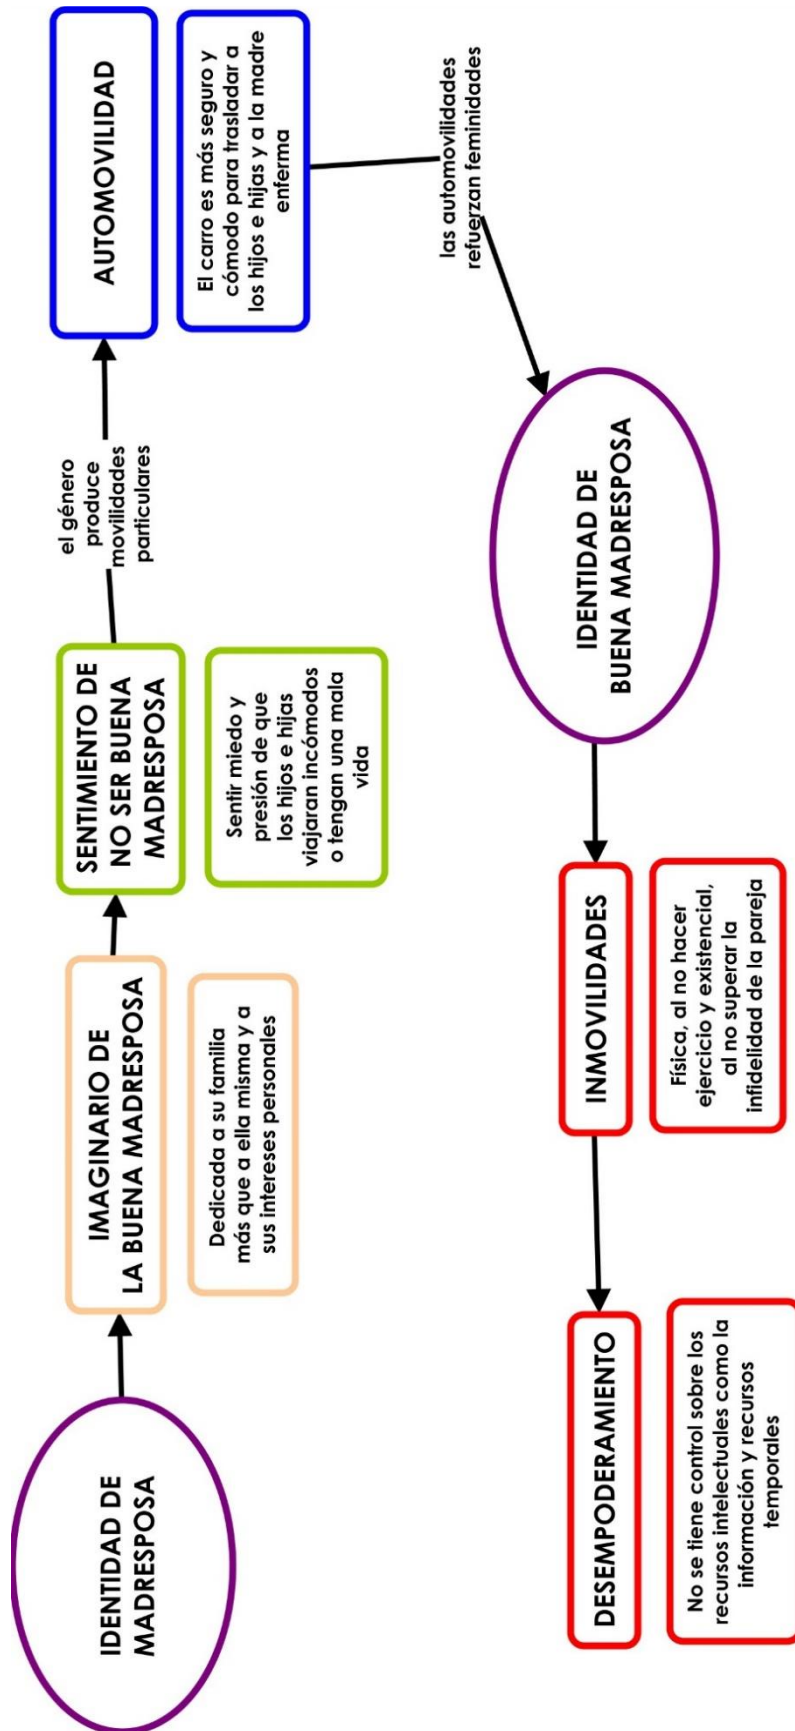 IDENTIDAD DE
MADRESPOSA
IMAGINARIO DE
LA BUENA MADRESPOSA
Dedicada a su familia
más que a ella misma y a
sus intereses personales
SENTIMIENTO DE
NO SER BUENA
MADRESPOSA
Sentir miedo y
presión de que
los hijos e hijas
viajaran incómodos
o tengan una mala
vida
el género
produce
movilidades
particulares
AUTOMOVILIDAD
El carro es más seguro y
cómodo para trasladar a
los hijos e hijas y a la madre
enferma
las automovilidades
refuerzan feminidades
IDENTIDAD DE
BUENA MADRESPOSA
INMOVILIDADES
Física, al no hacer
ejercicio y existencial,
al no superar la
infidelidad de la pareja
DESEMPODERAMIENTO
No se tiene control sobre los
recursos intelectuales como la
información y recursos
temporales